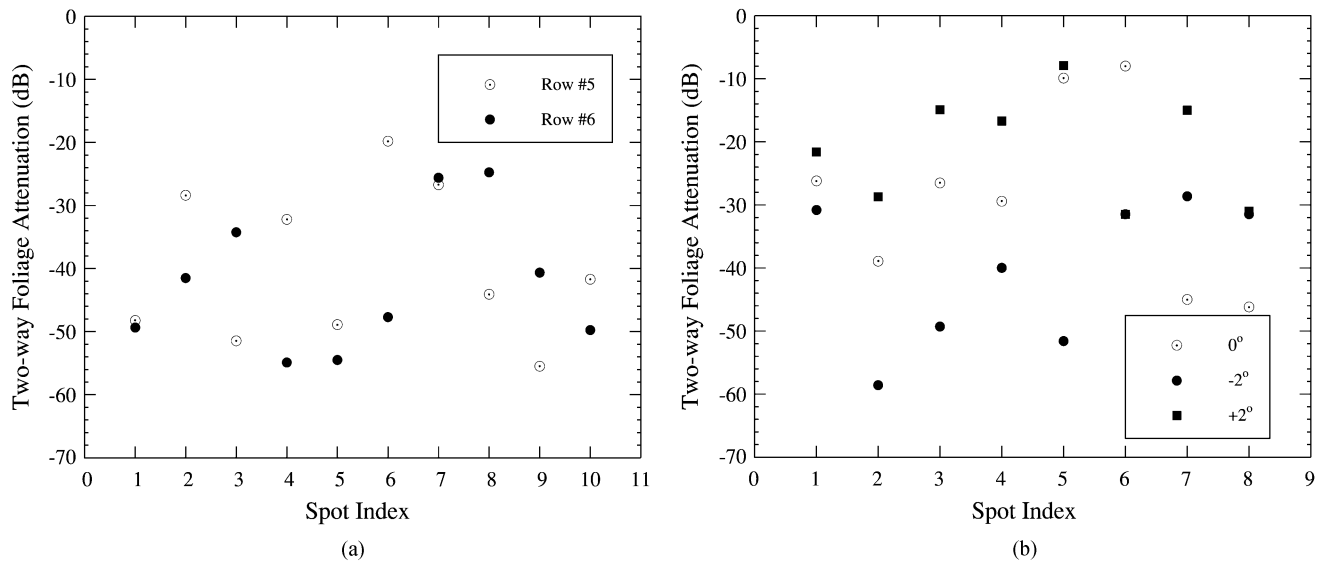 0
-10
-20
-30
-40
-50
-60
-70
Two-way Foliage Attenuation (dB)
Row #5
Row #6
0 1 2 3 4 5 6 7 8 9 10 11
Spot Index
(a)
0
-10
-20
-30
-40
-50
-60
-70
Two-way Foliage Attenuation (dB)
0°
-2°
+2°
0 1 2 3 4 5 6 7 8 9
Spot Index
(b)